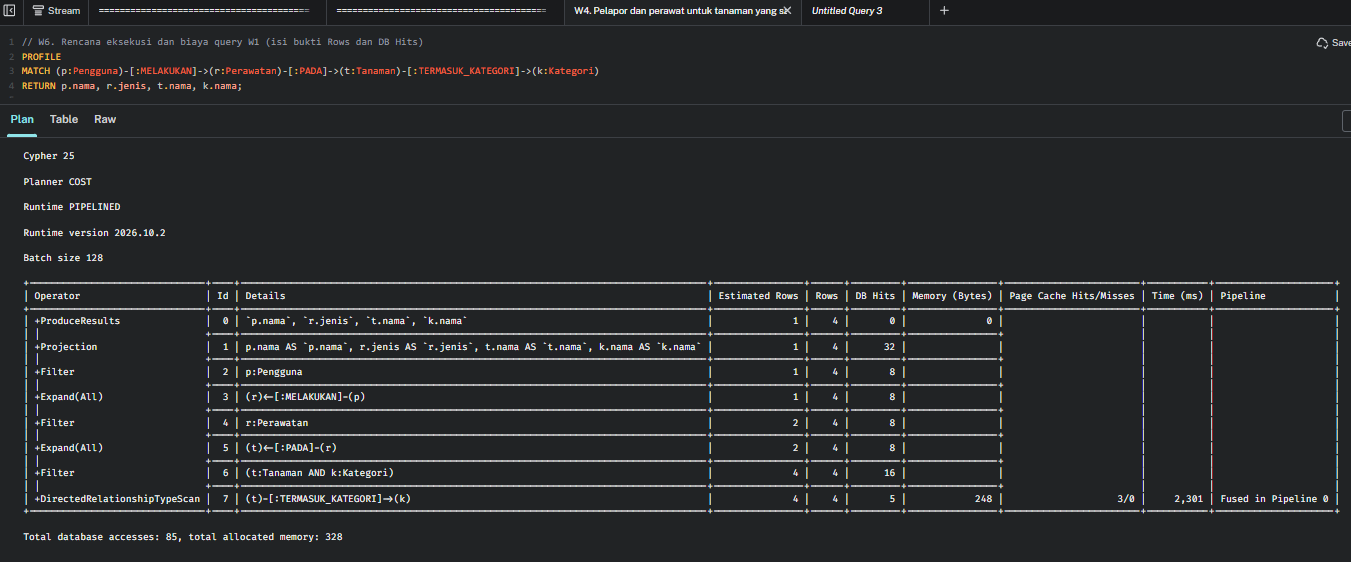 Stream
==========================================
==========================================
W4. Pelapor dan perawat untuk tanaman yang s
Untitled Query 3
1 // W6. Rencana eksekusi dan biaya query W1 (isi bukti Rows dan DB Hits)
Save
2 PROFILE
3 MATCH (p:Pengguna)-[:MELAKUKAN]->(r:Perawatan)-[:PADA]->(t:Tanaman)-[:TERMASUK_KATEGORI]->(k:Kategori)
4 RETURN p.nama, r.jenis, t.nama, k.nama;
Plan Table Raw
Cypher 25
Planner COST
Runtime PIPELINED
Runtime version 2026.10.2
Batch size 128
| Operator | Id | Details | Estimated Rows | Rows | DB Hits | Memory (Bytes) | Page Cache Hits/Misses | Time (ms) | Pipeline |
| +ProduceResults | 0 | `p.nama`, `r.jenis`, `t.nama`, `k.nama` | 1 | 4 | 0 | 0 | | | |
| +Projection | 1 | p.nama AS `p.nama`, r.jenis AS `r.jenis`, t.nama AS `t.nama`, k.nama AS `k.nama` | 1 | 4 | 32 | | | | |
| +Filter | 2 | p:Pengguna | 1 | 4 | 8 | | | | |
| +Expand(All) | 3 | (r)<-[:MELAKUKAN]-(p) | 1 | 4 | 8 | | | | |
| +Filter | 4 | r:Perawatan | 2 | 4 | 8 | | | | |
| +Expand(All) | 5 | (t)<-[:PADA]-(r) | 2 | 4 | 8 | | | | |
| +Filter | 6 | (t:Tanaman AND k:Kategori) | 4 | 4 | 16 | | | | |
| +DirectedRelationshipTypeScan | 7 | (t)-[:TERMASUK_KATEGORI]->(k) | 4 | 4 | 5 | 248 | 3/0 | 2,301 | Fused in Pipeline 0 |
Total database accesses: 85, total allocated memory: 328